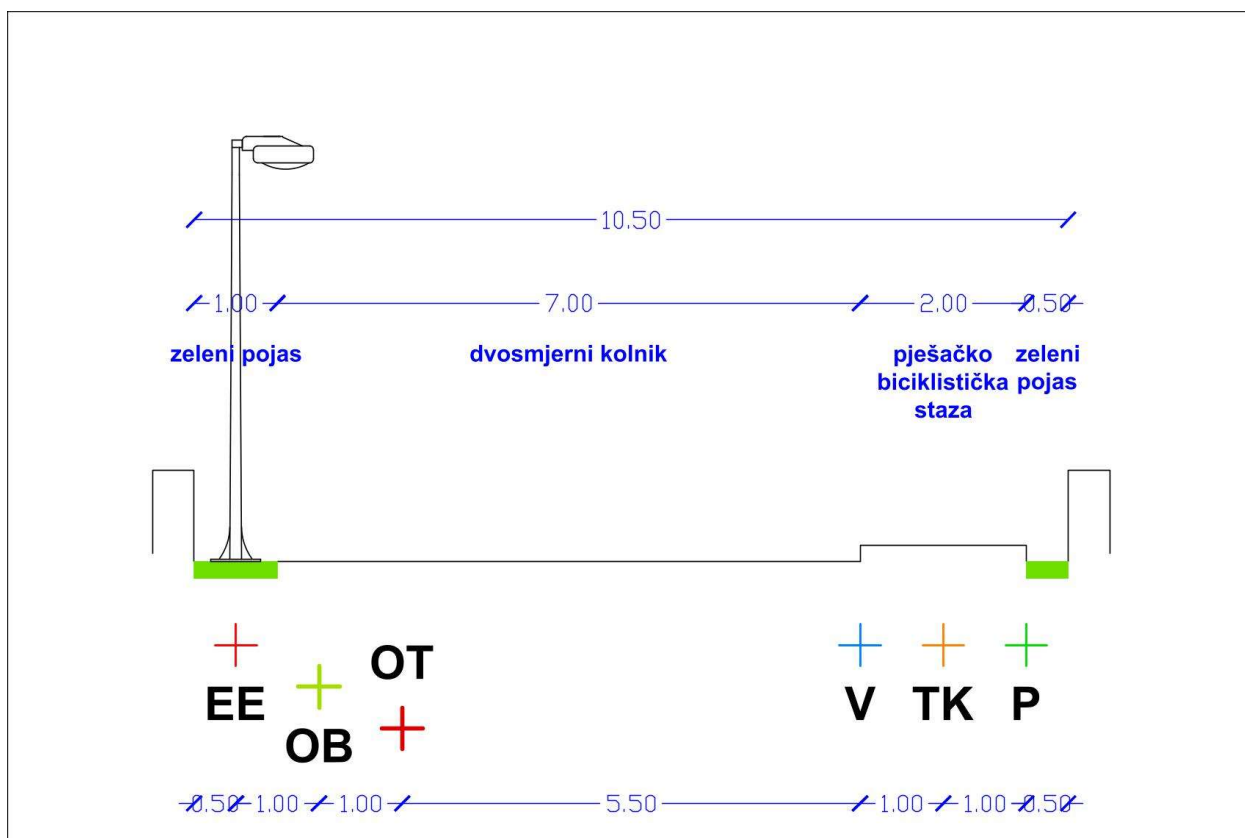 10.50
1.00 7.00 2.00 0.50
zeleni pojas dvosmjerni kolnik pješačko zeleni
biciklistička pojas
staza
OT
EE V TK P
OB
0.50 1.00 1.00 5.50 1.00 1.00 0.50